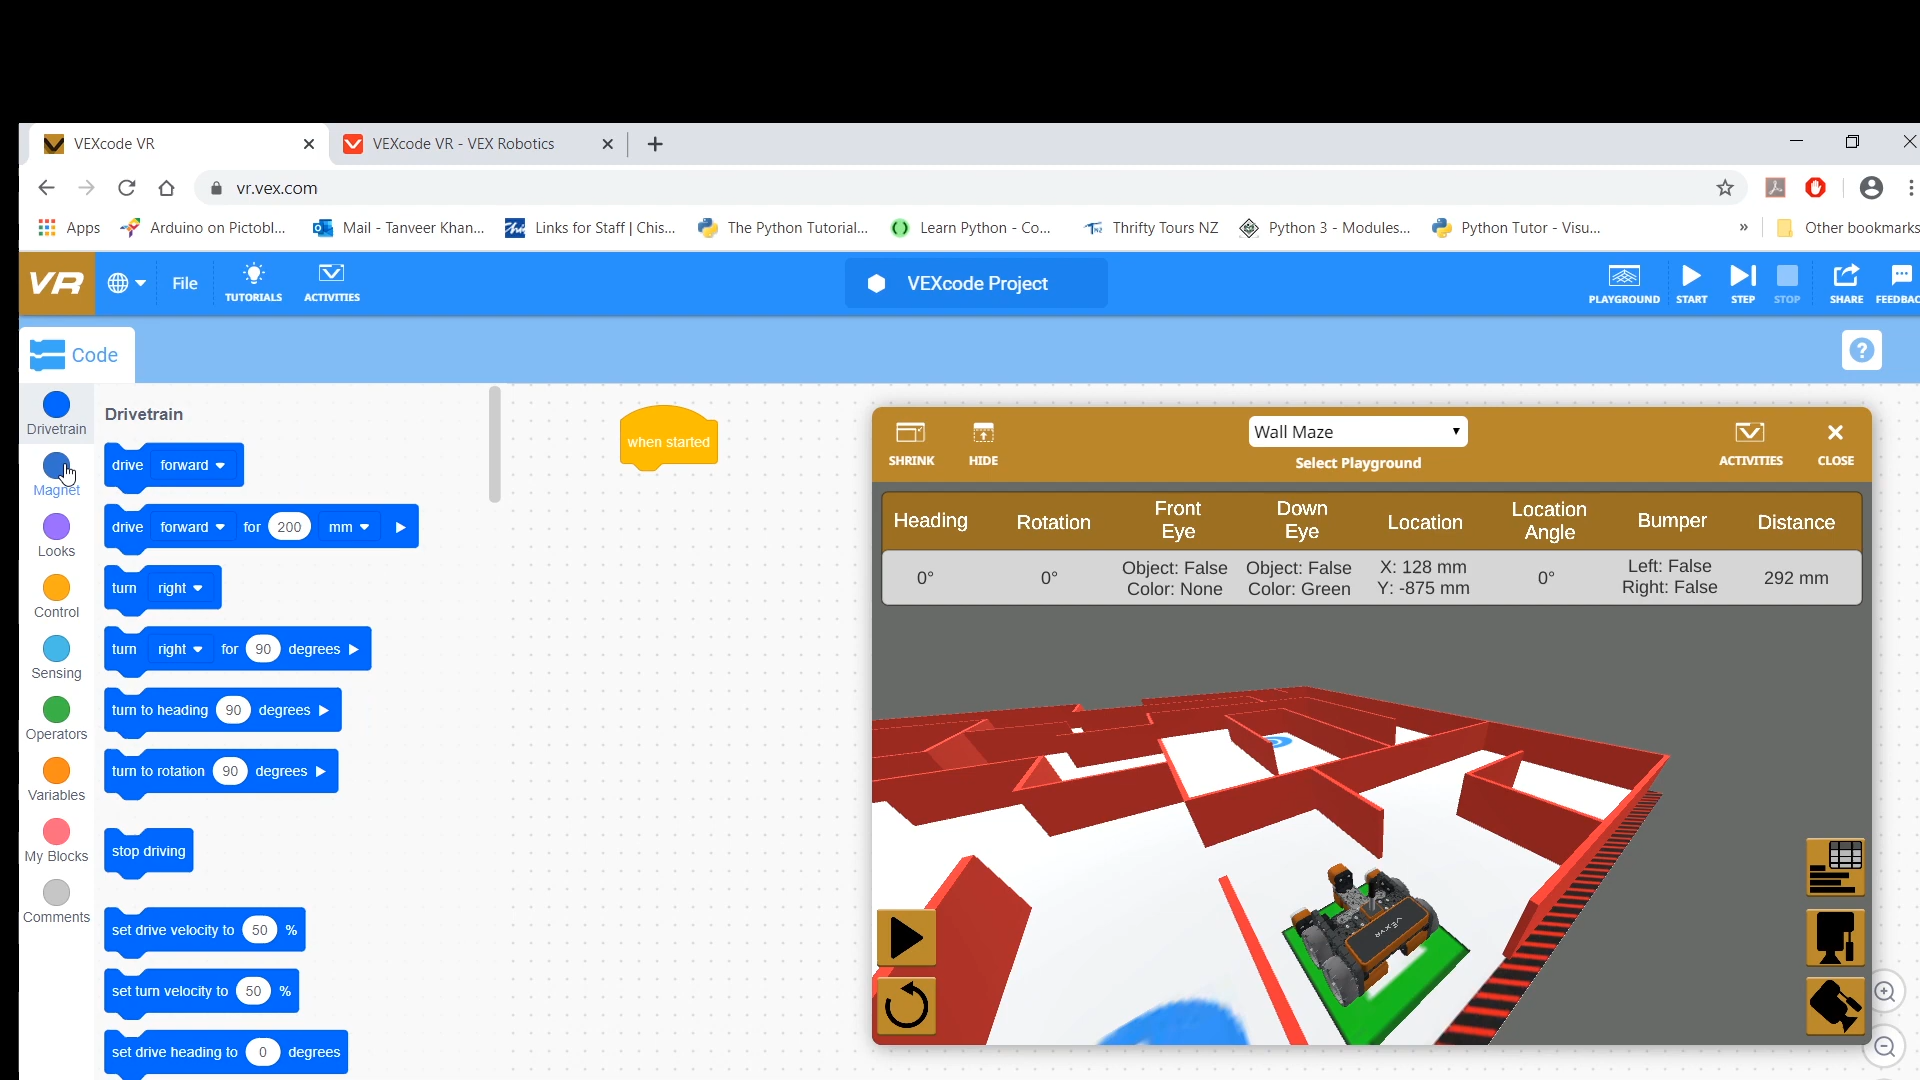 VEXcode VR
VEXcode VR - VEX Robotics
vr.vex.com
Apps
Arduino on Pictobl...
Mail - Tanveer Khan...
Links for Staff | Chis...
The Python Tutorial...
Learn Python - Co...
Thrifty Tours NZ
Python 3 - Modules...
Python Tutor - Visu...
»
Other bookmarks
VR
File
TUTORIALS
ACTIVITIES
VEXcode Project
PLAYGROUND
START
STEP
STOP
SHARE
FEEDBAC
Code
?
Drivetrain
Magnet
Looks
Control
Sensing
Operators
Variables
My Blocks
Comments
Drivetrain
drive forward
drive forward for 200 mm
turn right
turn right for 90 degrees
turn to heading 90 degrees
turn to rotation 90 degrees
stop driving
set drive velocity to 50 %
set turn velocity to 50 %
set drive heading to 0 degrees
when started
SHRINK
HIDE
Wall Maze
Select Playground
ACTIVITIES
CLOSE
Heading
Rotation
Front
Eye
Down
Eye
Location
Location
Angle
Bumper
Distance
0°
0°
Object: False
Color: None
Object: False
Color: Green
X: 128 mm
Y: -875 mm
0°
Left: False
Right: False
292 mm
VEXVR